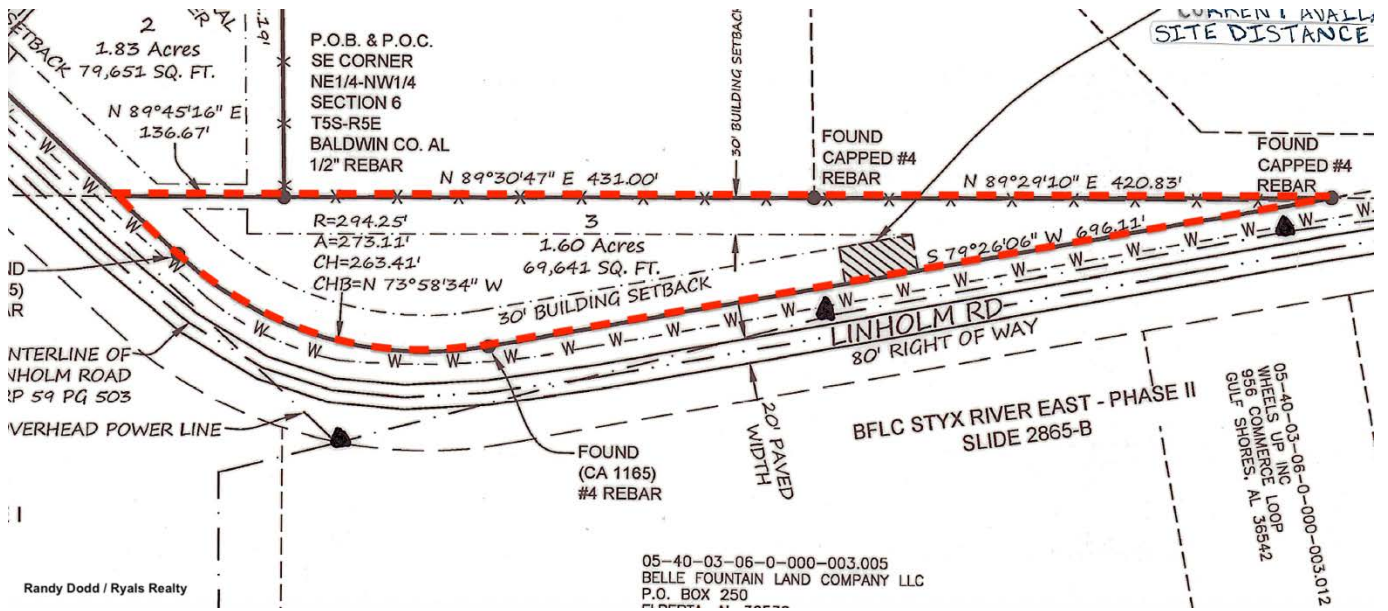 2
1.83 Acres
79,651 SQ. FT.
SETBACK
.19'
N 89°45'16" E
136.67'
P.O.B. & P.O.C.
SE CORNER
NE1/4-NW1/4
SECTION 6
T5S-R5E
BALDWIN CO. AL
1/2" REBAR
30' BUILDING SETBACK
SITE DISTANCE
FOUND
CAPPED #4
REBAR
FOUND
CAPPED #4
REBAR
N 89°30'47" E 431.00'
N 89°29'10" E 420.83'
R=294.25'
A=273.11'
CH=263.41'
CHB=N 73°58'34" W
3
1.60 Acres
69,641 SQ. FT.
S 79°26'06" W 696.11'
30' BUILDING SETBACK
LINHOLM RD
80' RIGHT OF WAY
NTERLINE OF
NHOLM ROAD
RP 59 PG 503
VERHEAD POWER LINE
FOUND
(CA 1165)
#4 REBAR
20' PAVED
WIDTH
BFLC STYX RIVER EAST - PHASE II
SLIDE 2865-B
05-40-03-06-0-000-003.012
WHEELS UP INC
956 COMMERCE LOOP
GULF SHORES, AL 36542
05-40-03-06-0-000-003.005
BELLE FOUNTAIN LAND COMPANY LLC
P.O. BOX 250
Randy Dodd / Ryals Realty